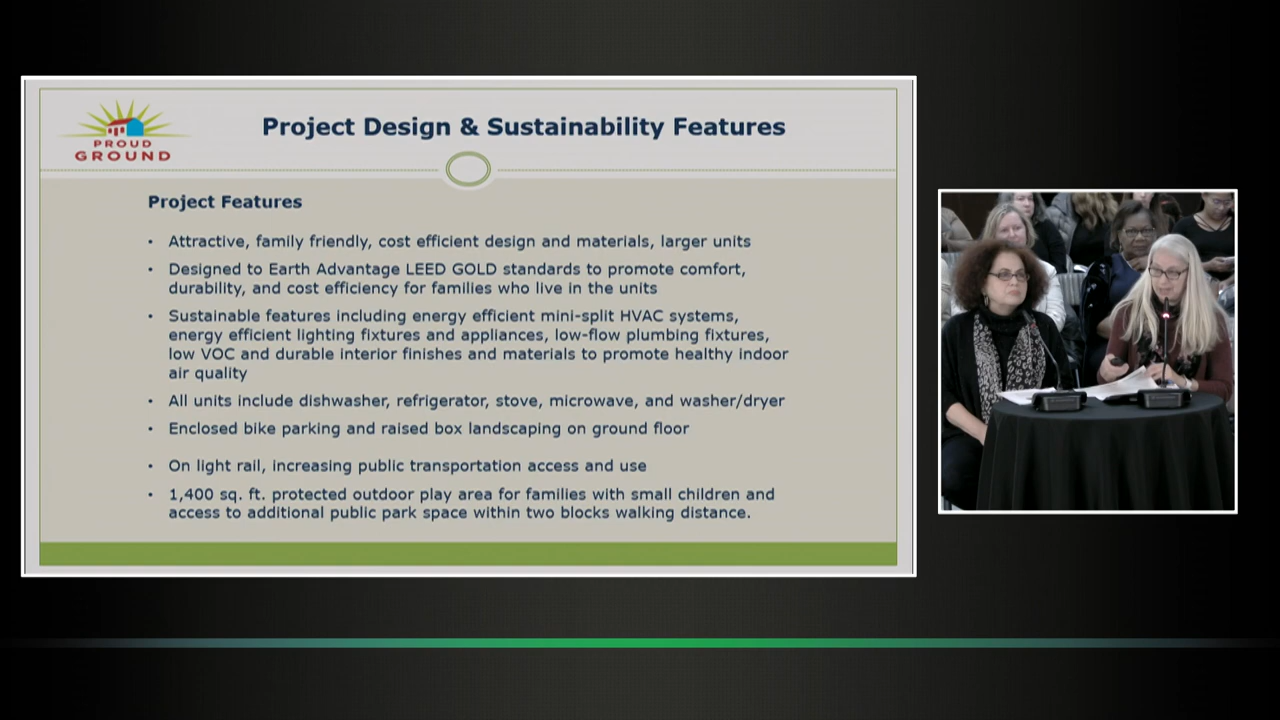 PROUD
GROUND
Project Design & Sustainability Features
Project Features
• Attractive, family friendly, cost efficient design and materials, larger units
• Designed to Earth Advantage LEED GOLD standards to promote comfort,
durability, and cost efficiency for families who live in the units
• Sustainable features including energy efficient mini-split HVAC systems,
energy efficient lighting fixtures and appliances, low-flow plumbing fixtures,
low VOC and durable interior finishes and materials to promote healthy indoor
air quality
• All units include dishwasher, refrigerator, stove, microwave, and washer/dryer
• Enclosed bike parking and raised box landscaping on ground floor
• On light rail, increasing public transportation access and use
• 1,400 sq. ft. protected outdoor play area for families with small children and
access to additional public park space within two blocks walking distance.